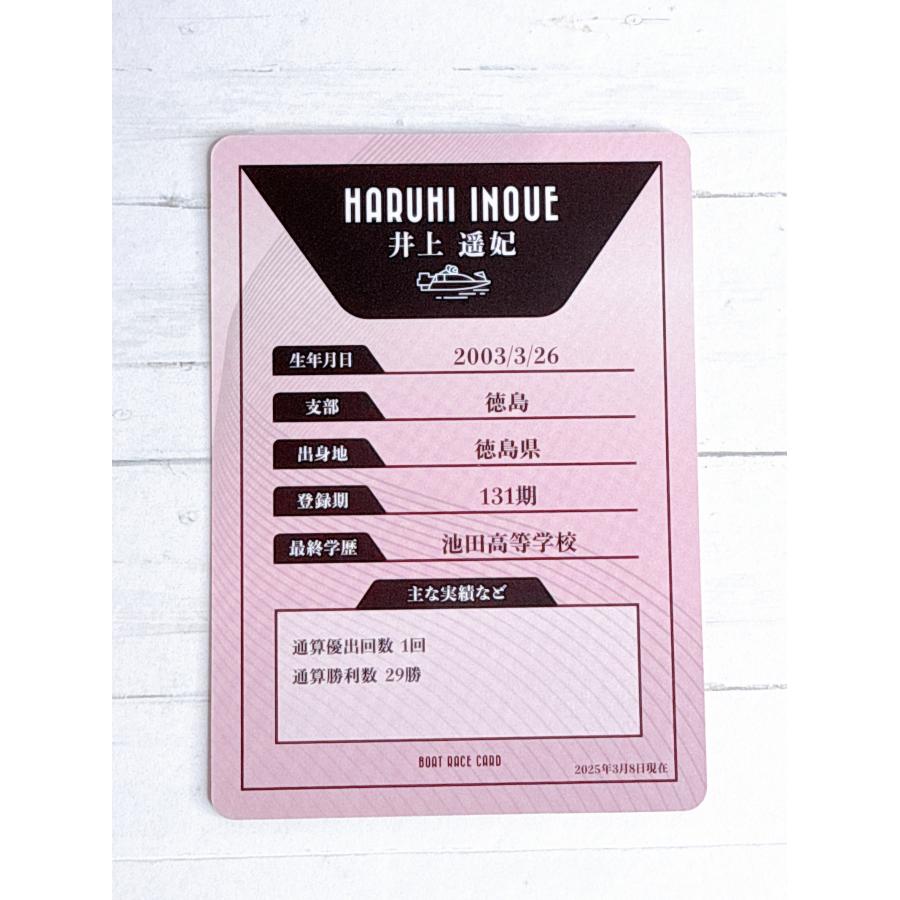 HARUHI INOUE
井上 遥妃
生年月日 2003/3/26
支部 徳島
出身地 徳島県
登録期 131期
最終学歴 池田高等学校
主な実績など
通算優出回数 1回
通算勝利数 29勝
BOAT RACE CARD
2025年3月8日現在